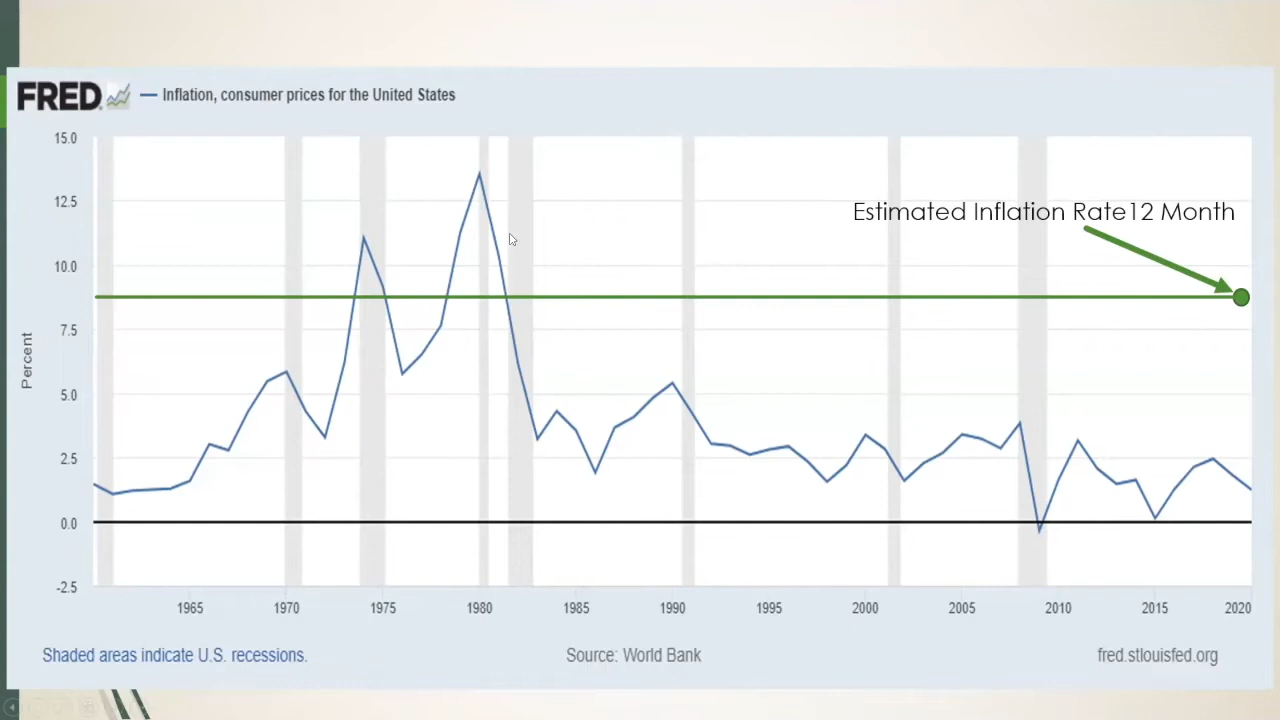 FRED
Inflation, consumer prices for the United States
15.0
12.5
10.0
7.5
5.0
2.5
0.0
-2.5
Percent
Estimated Inflation Rate12 Month
1965 1970 1975 1980 1985 1990 1995 2000 2005 2010 2015 2020
Shaded areas indicate U.S. recessions. Source: World Bank fred.stlouisfed.org